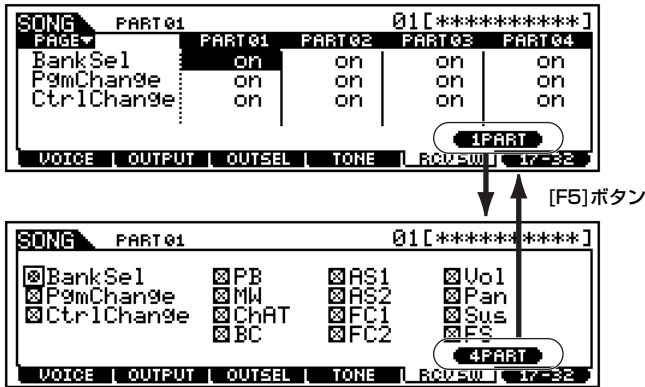 SONG PART01 01[**********]
PAGE PART01 PART02 PART03 PART04
BankSel on on on on
PgmChange on on on on
CtrlChange on on on on
1PART
VOICE OUTPUT OUTSEL TONE RCVSW 17-32
[F5]ボタン
SONG PART01 01[**********]
BankSel PB AS1 Vol
PgmChange MW AS2 Pan
CtrlChange ChAT FC1 Sus
BC FC2 FS
4PART
VOICE OUTPUT OUTSEL TONE RCVSW 17-32